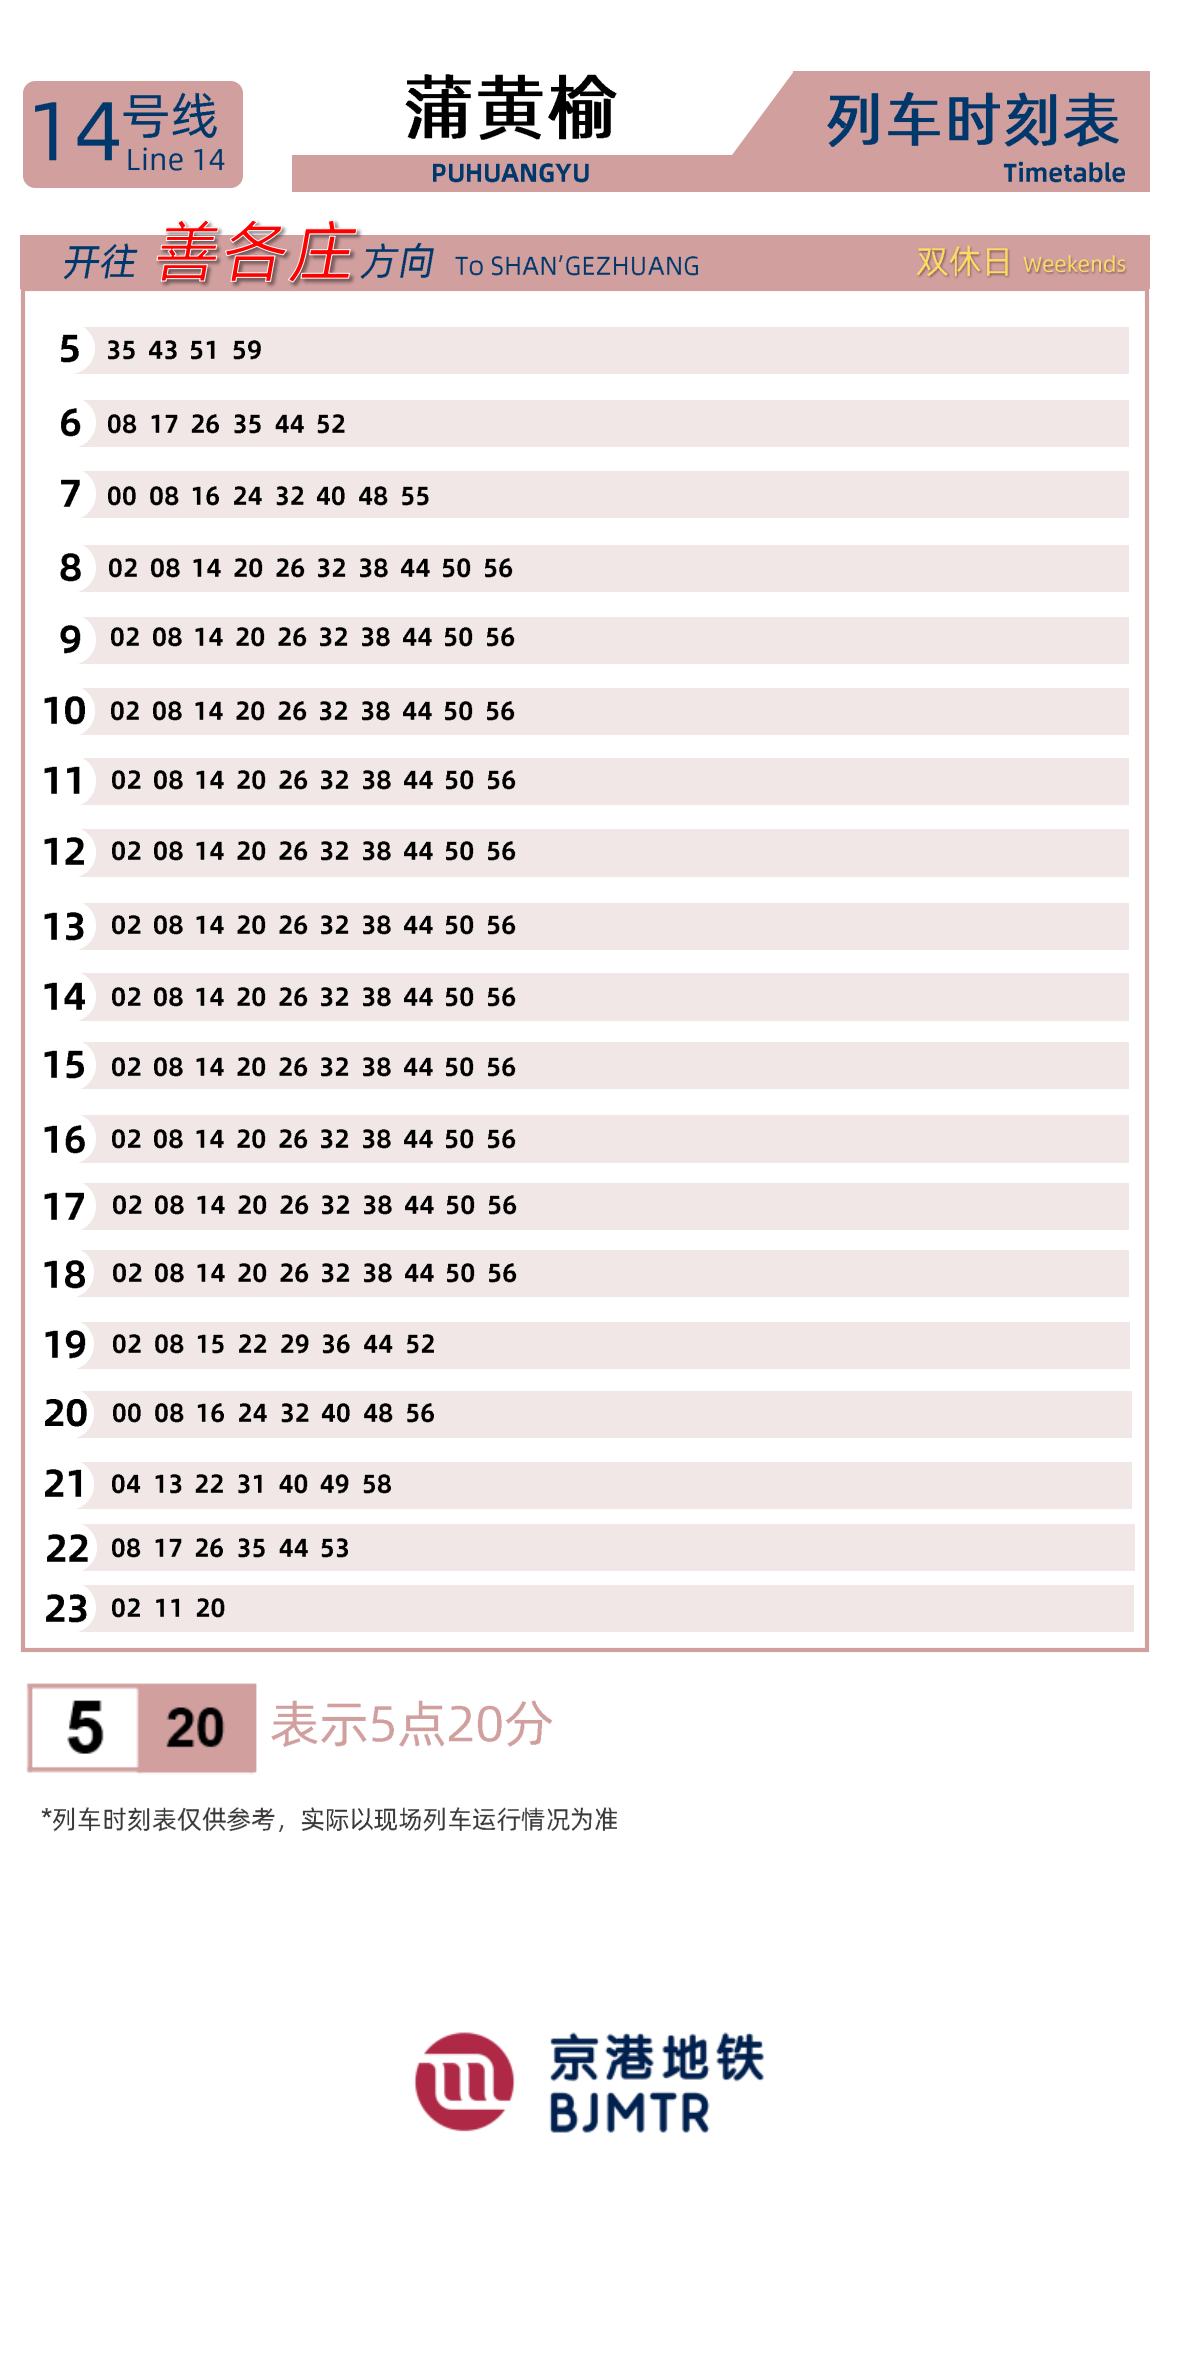 14号线
Line 14
蒲黄榆
PUHUANGYU
列车时刻表
Timetable
开往 善各庄 方向 To SHAN’GEZHUANG 双休日 Weekends
5 35 43 51 59
6 08 17 26 35 44 52
7 00 08 16 24 32 40 48 55
8 02 08 14 20 26 32 38 44 50 56
9 02 08 14 20 26 32 38 44 50 56
10 02 08 14 20 26 32 38 44 50 56
11 02 08 14 20 26 32 38 44 50 56
12 02 08 14 20 26 32 38 44 50 56
13 02 08 14 20 26 32 38 44 50 56
14 02 08 14 20 26 32 38 44 50 56
15 02 08 14 20 26 32 38 44 50 56
16 02 08 14 20 26 32 38 44 50 56
17 02 08 14 20 26 32 38 44 50 56
18 02 08 14 20 26 32 38 44 50 56
19 02 08 15 22 29 36 44 52
20 00 08 16 24 32 40 48 56
21 04 13 22 31 40 49 58
22 08 17 26 35 44 53
23 02 11 20
5 20 表示5点20分
*列车时刻表仅供参考，实际以现场列车运行情况为准
京港地铁
BJMTR